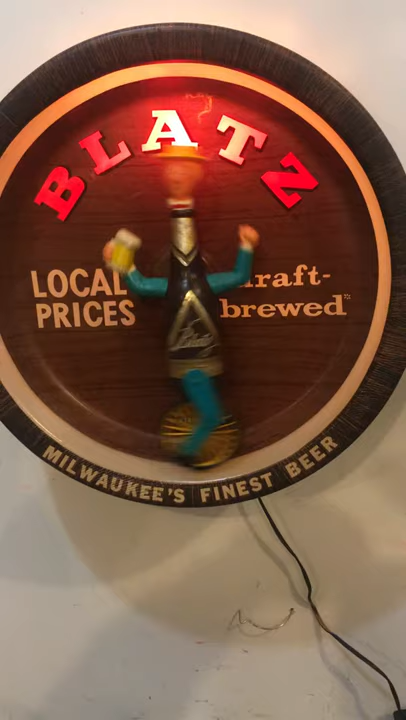 BLATZ
LOCAL
PRICES
draft-
brewed
MILWAUKEE'S FINEST BEER